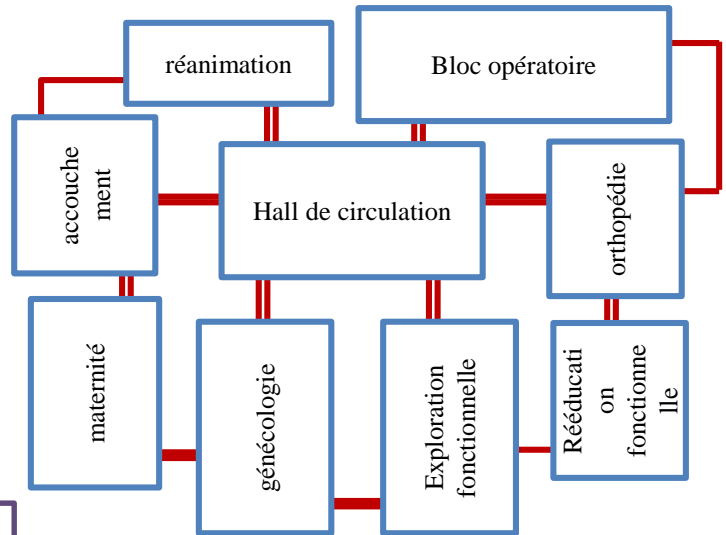 réanimation
Bloc opératoire
accouche
ment
Hall de circulation
orthopédie
maternité
génécologie
Exploration
fonctionnelle
Rééducati
on
fonctionne
lle